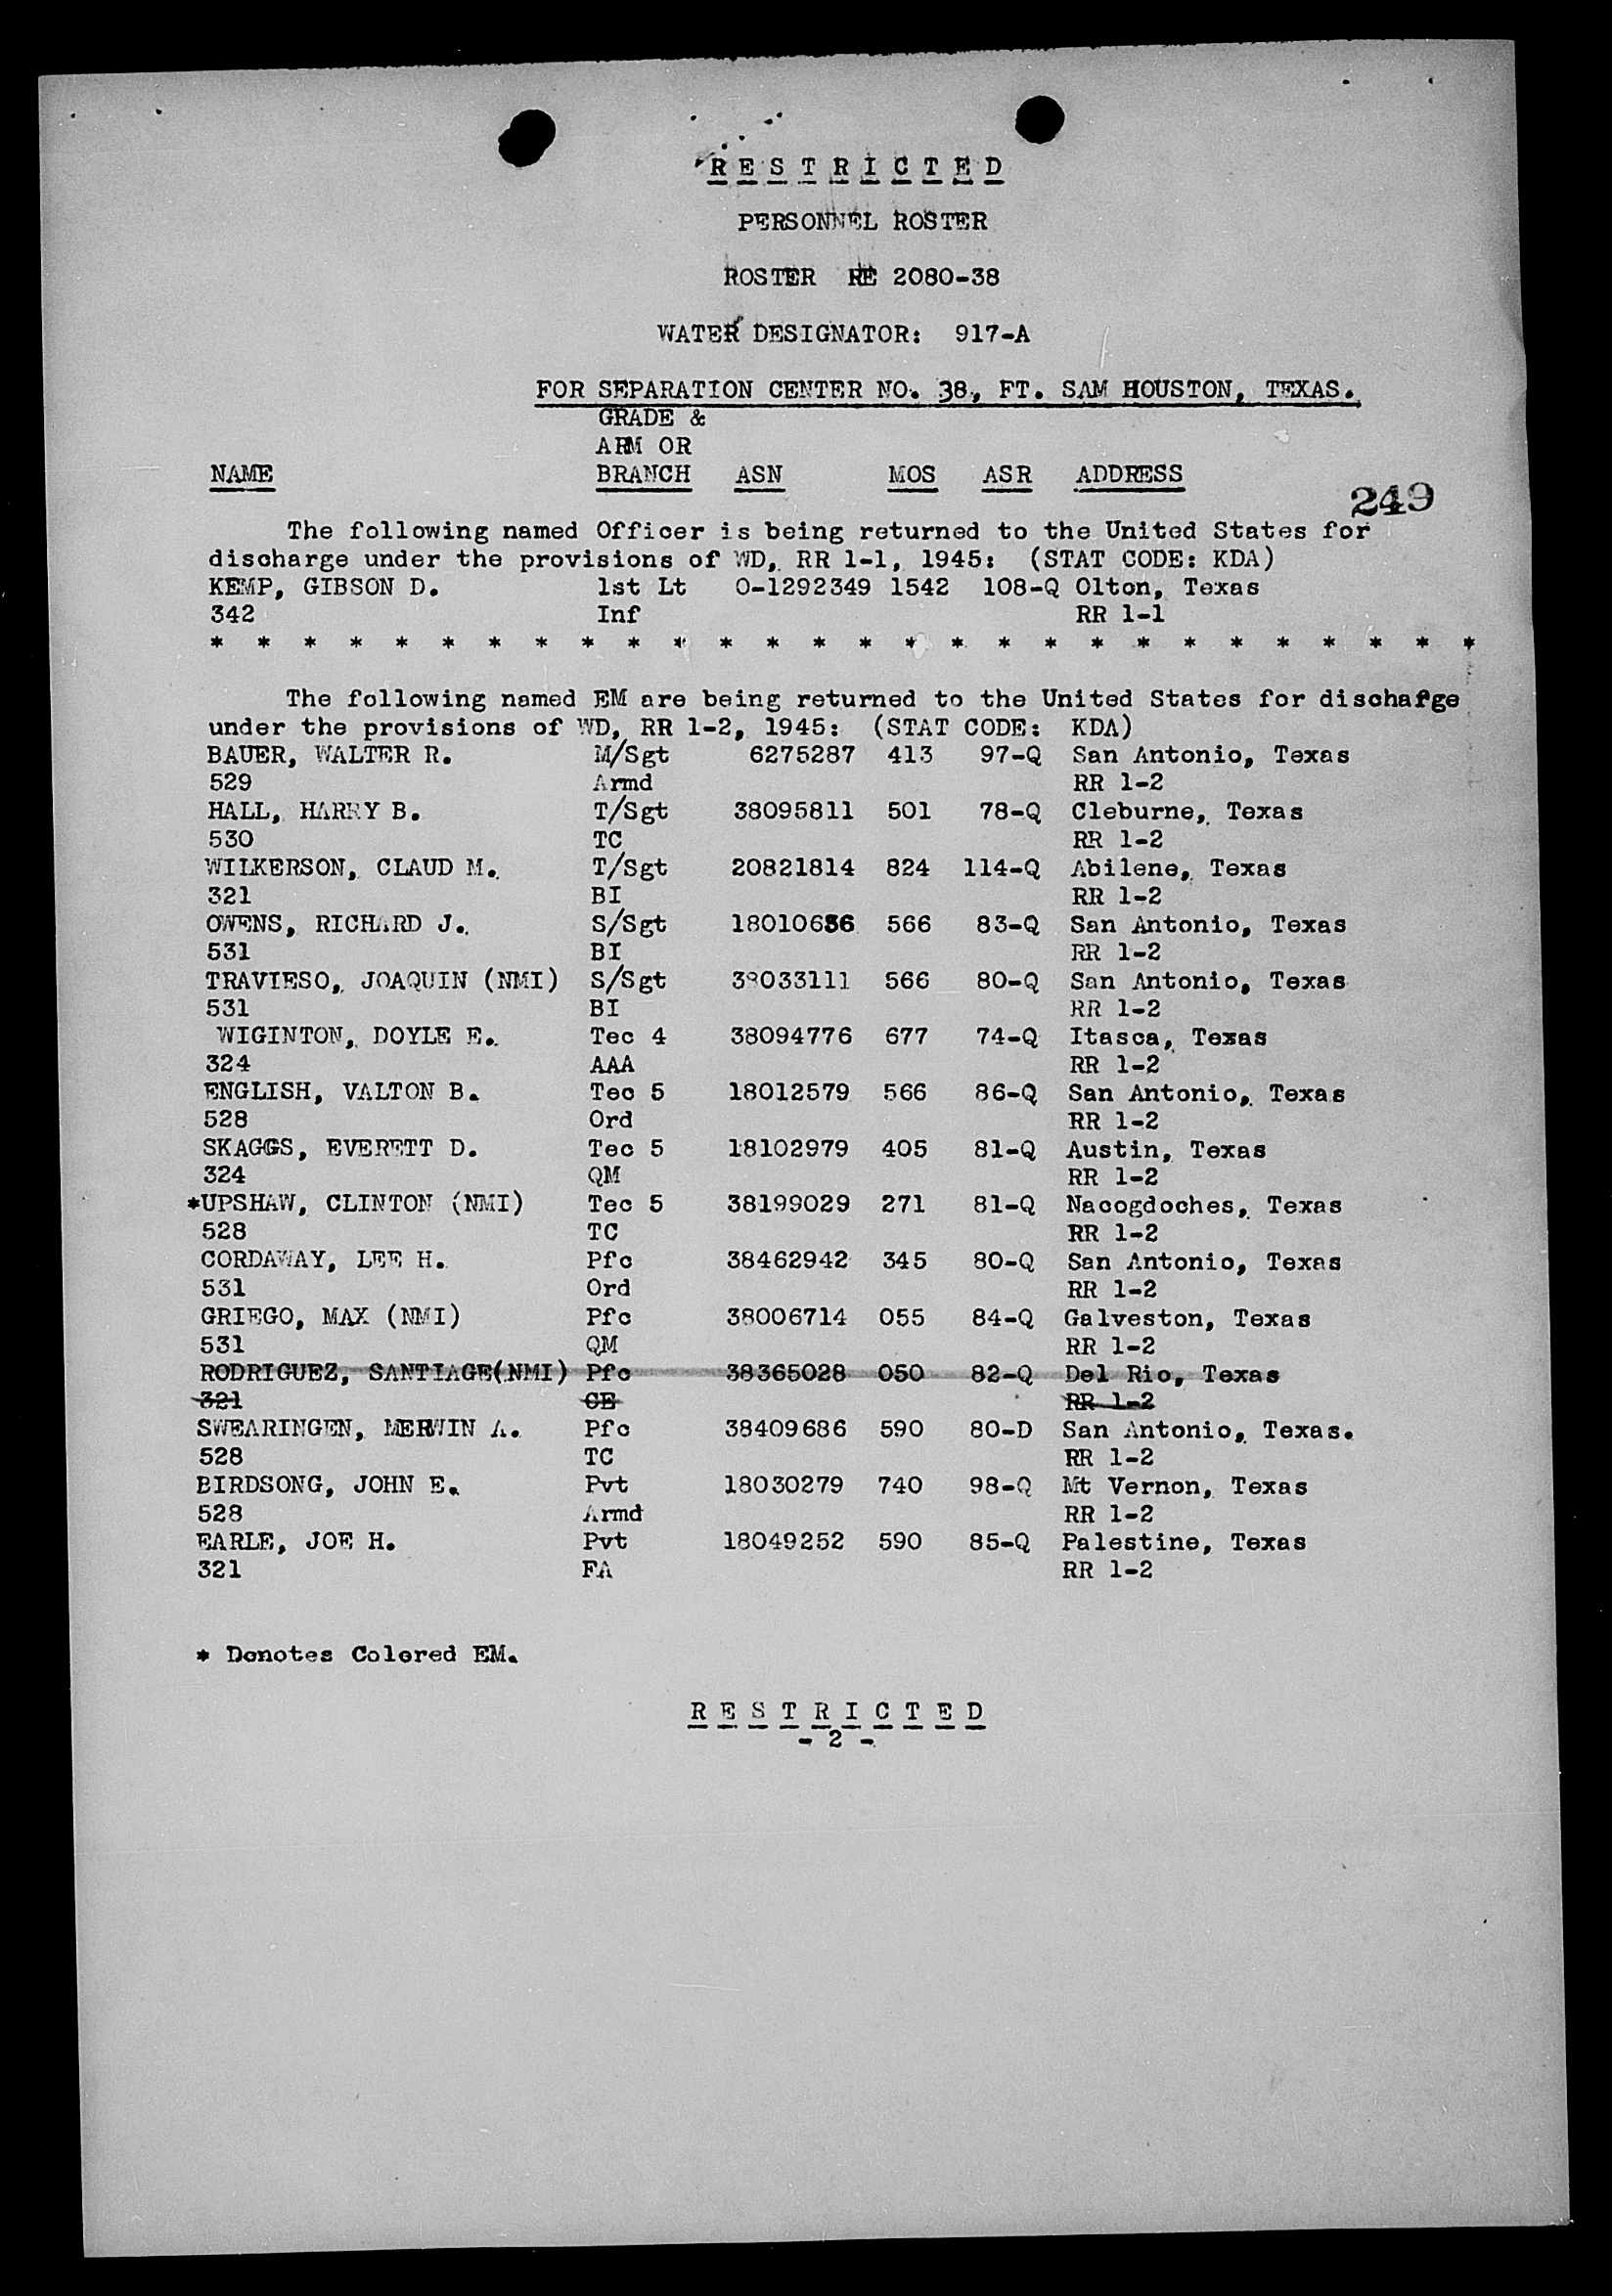 R E S T R I C T E D
PERSONNEL ROSTER
ROSTER RE 2080-38
WATER DESIGNATOR: 917-A
FOR SEPARATION CENTER NO. 38, FT. SAM HOUSTON, TEXAS.
GRADE &
ARM OR
NAME BRANCH ASN MOS ASR ADDRESS
249
The following named Officer is being returned to the United States for
discharge under the provisions of WD, RR 1-1, 1945: (STAT CODE: KDA)
KEMP, GIBSON D. 1st Lt O-1292349 1542 108-Q Olton, Texas
342 Inf RR 1-1
* * * * * * * * * * * * * * * * * * * * * * * * * * * *
The following named EM are being returned to the United States for discharge
under the provisions of WD, RR 1-2, 1945: (STAT CODE: KDA)
BAUER, WALTER R. M/Sgt 6275287 413 97-Q San Antonio, Texas
529 Armd RR 1-2
HALL, HARRY B. T/Sgt 38095811 501 78-Q Cleburne, Texas
530 TC RR 1-2
WILKERSON, CLAUD M. T/Sgt 20821814 824 114-Q Abilene, Texas
321 BI RR 1-2
OWENS, RICHARD J. S/Sgt 566 83-Q San Antonio, Texas
531 BI RR 1-2
TRAVIESO, JOAQUIN (NMI) S/Sgt 38033111 566 80-Q San Antonio, Texas
531 BI RR 1-2
WIGINTON, DOYLE E. Tec 4 38094776 677 74-Q Itasca, Texas
324 AAA RR 1-2
ENGLISH, VALTON B. Tec 5 18012579 566 86-Q San Antonio, Texas
528 Ord RR 1-2
SKAGGS, EVERETT D. Tec 5 18102979 405 81-Q Austin, Texas
324 QM RR 1-2
*UPSHAW, CLINTON (NMI) Tec 5 38199029 271 81-Q Nacogdoches, Texas
528 TC RR 1-2
CORDAWAY, LEE H. Pfc 38462942 345 80-Q San Antonio, Texas
531 Ord RR 1-2
GRIEGO, MAX (NMI) Pfc 38006714 055 84-Q Galveston, Texas
531 QM RR 1-2
RODRIGUEZ, SANTIAGE(NMI) Pfc 38365028 050 82-Q Del Rio, Texas
321 CE RR 1-2
SWEARINGEN, MERWIN A. Pfc 38409686 590 80-D San Antonio, Texas.
528 TC RR 1-2
BIRDSONG, JOHN E. Pvt 18030279 740 98-Q Mt Vernon, Texas
528 Armd RR 1-2
EARLE, JOE H. Pvt 18049252 590 85-Q Palestine, Texas
321 FA RR 1-2
* Denotes Colored EM.
R E S T R I C T E D
- 2 -